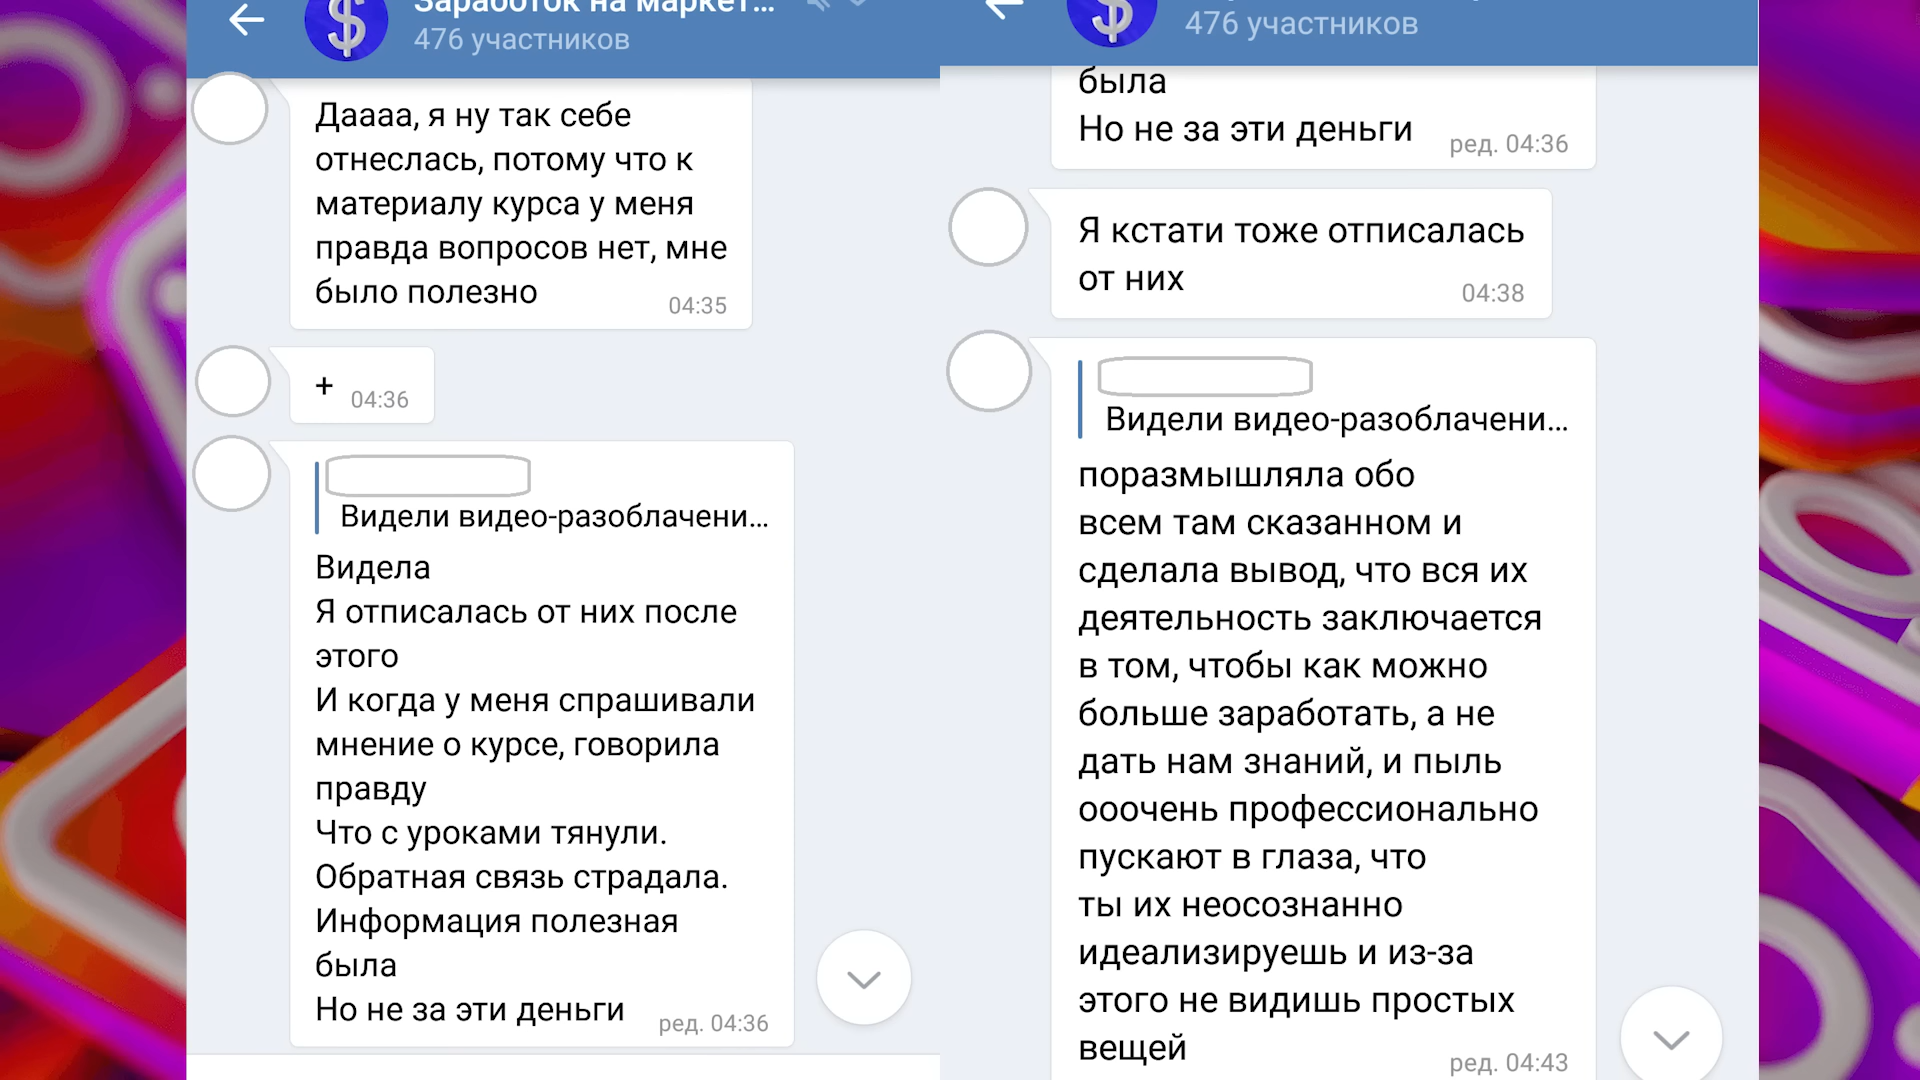 Заработок на маркет...
476 участников
Даааа, я ну так себе
отнеслась, потому что к
материалу курса у меня
правда вопросов нет, мне
было полезно
04:35
+
04:36
Видели видео-разоблачени...
Видела
Я отписалась от них после
этого
И когда у меня спрашивали
мнение о курсе, говорила
правду
Что с уроками тянули.
Обратная связь страдала.
Информация полезная
была
Но не за эти деньги
ред. 04:36
476 участников
была
Но не за эти деньги
ред. 04:36
Я кстати тоже отписалась
от них
04:38
Видели видео-разоблачени...
поразмышляла обо
всем там сказанном и
сделала вывод, что вся их
деятельность заключается
в том, чтобы как можно
больше заработать, а не
дать нам знаний, и пыль
ооочень профессионально
пускают в глаза, что
ты их неосознанно
идеализируешь и из-за
этого не видишь простых
вещей
ред. 04:43